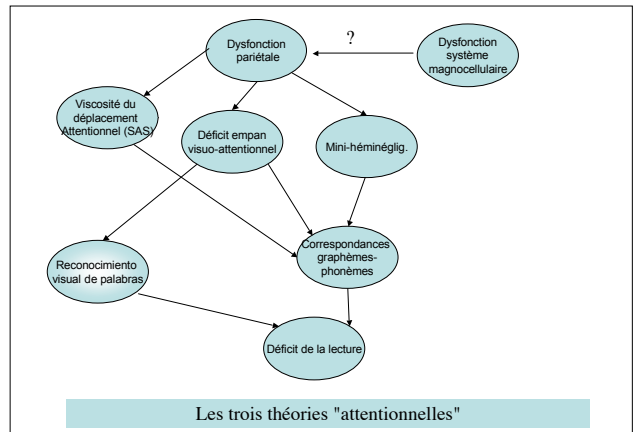 ?
Dysfonction
pariétale
Dysfonction
système
magnocellulaire
Viscosité du
déplacement
Attentionnel (SAS)
Déficit empan
visuo-attentionnel
Mini-héminéglig.
Correspondances
graphèmes-
phonèmes
Reconocimiento
visual de palabras
Déficit de la lecture
Les trois théories "attentionnelles"